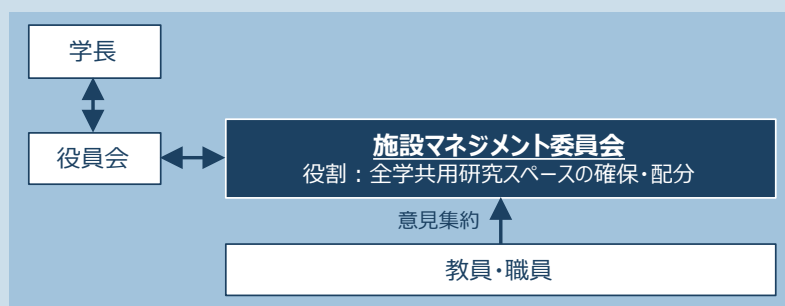 学長
役員会
施設マネジメント委員会
役割：全学共用研究スペースの確保・配分
意見集約
教員・職員